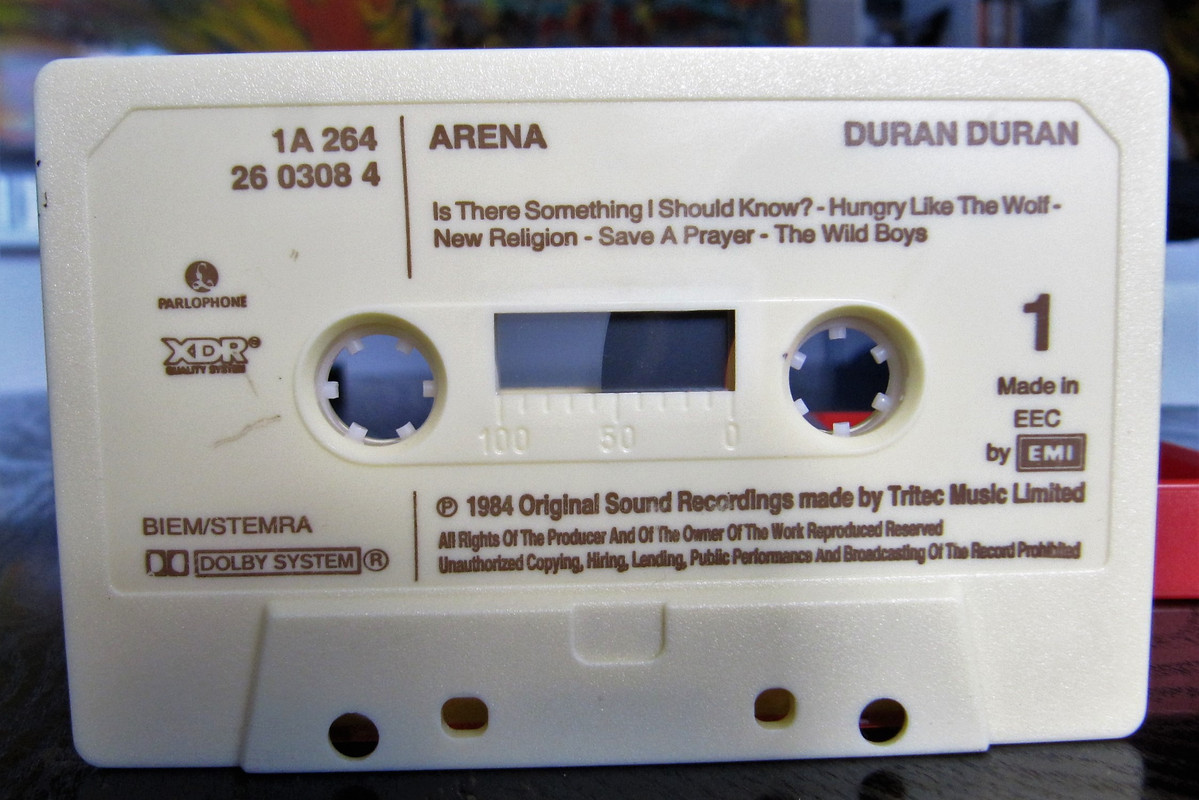 1A 264
26 0308 4
ARENA
DURAN DURAN
Is There Something I Should Know? - Hungry Like The Wolf -
New Religion - Save A Prayer - The Wild Boys
PARLOPHONE
XDR®
QUALITY SYSTEM
1
Made in
EEC
by EMI
100 50 0
BIEM/STEMRA
DOLBY SYSTEM ®
℗ 1984 Original Sound Recordings made by Tritec Music Limited
All Rights Of The Producer And Of The Owner Of The Work Reproduced Reserved
Unauthorized Copying, Hiring, Lending, Public Performance And Broadcasting Of The Record Prohibited